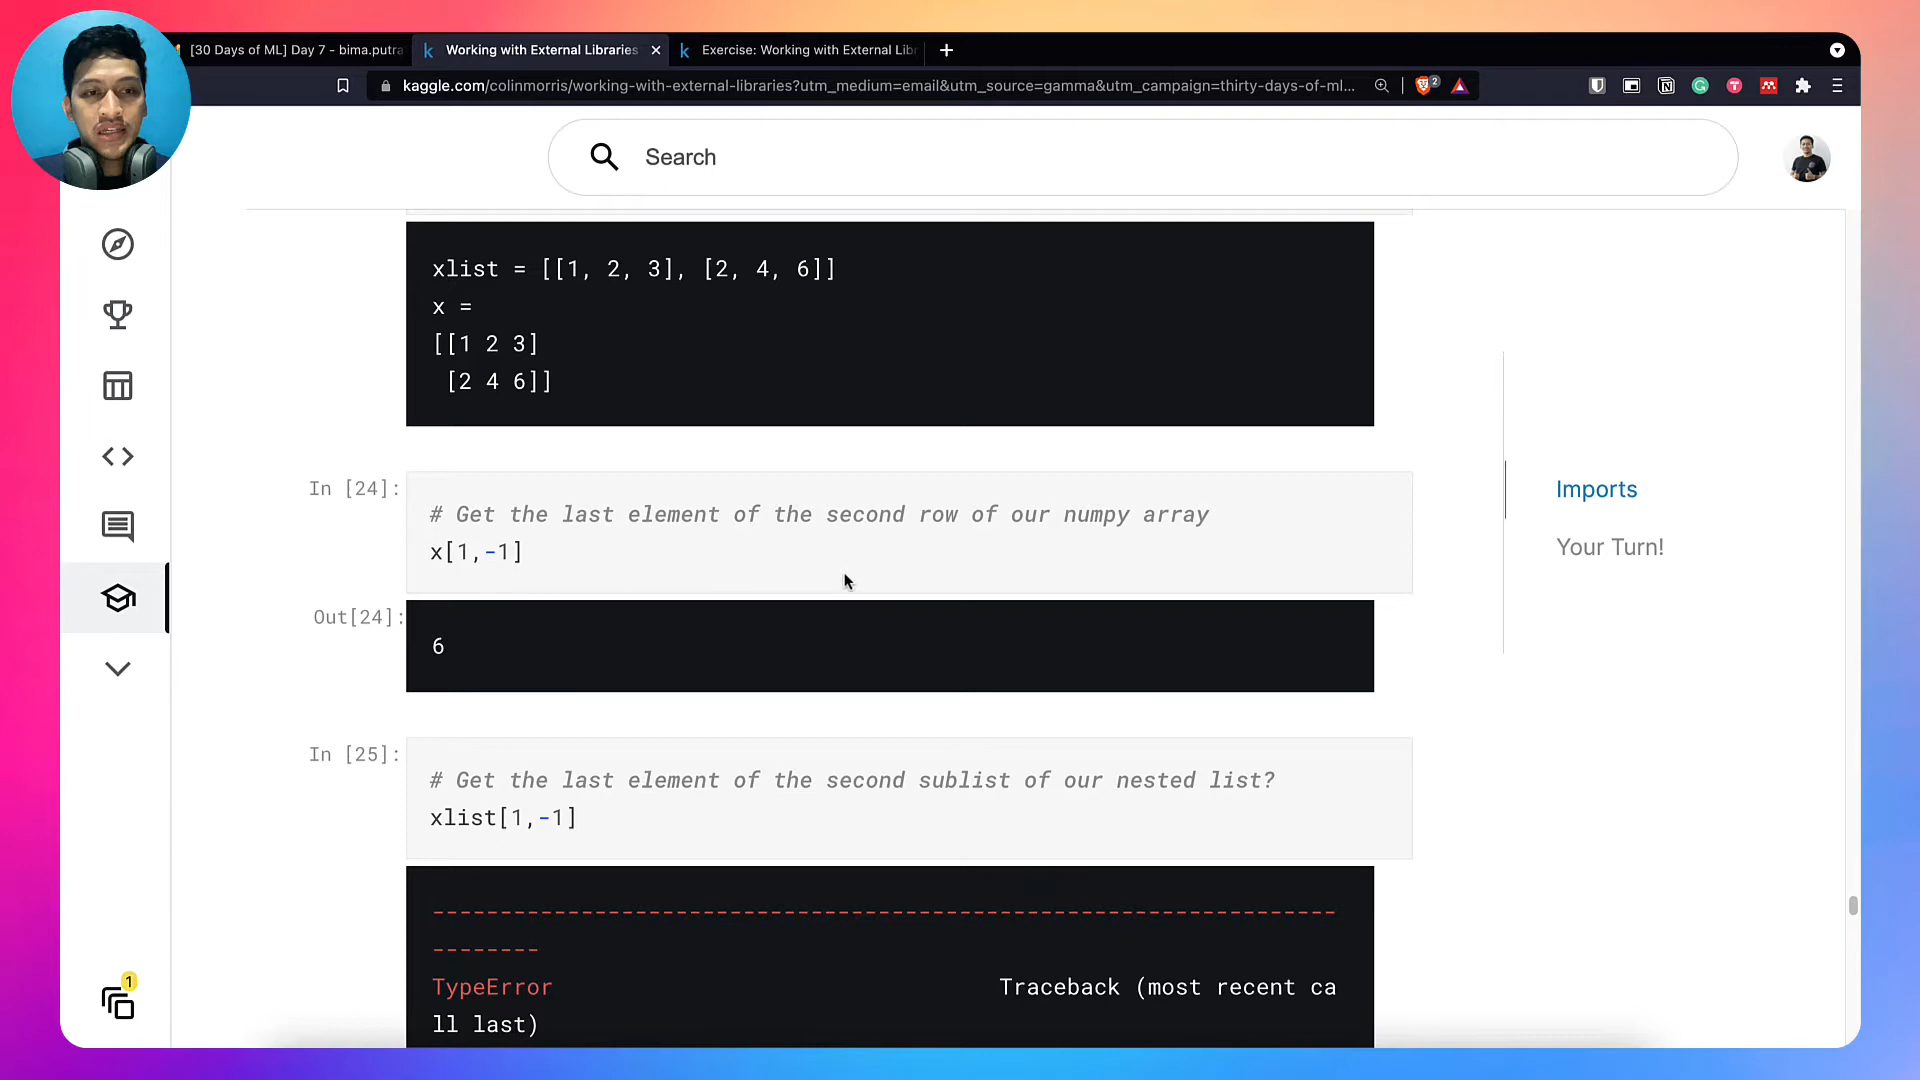 [30 Days of ML] Day 7 - bima.putra
Working with External Libraries
Exercise: Working with External Lib
kaggle.com/colinmorris/working-with-external-libraries?utm_medium=email&utm_source=gamma&utm_campaign=thirty-days-of-ml...
2
Search
xlist = [[1, 2, 3], [2, 4, 6]]
x =
[[1 2 3]
[2 4 6]]
In [24]:
# Get the last element of the second row of our numpy array
x[1,-1]
Imports
Your Turn!
Out[24]:
6
In [25]:
# Get the last element of the second sublist of our nested list?
xlist[1,-1]
---------------------------------------------------------------------------
TypeError Traceback (most recent ca
ll last)
1